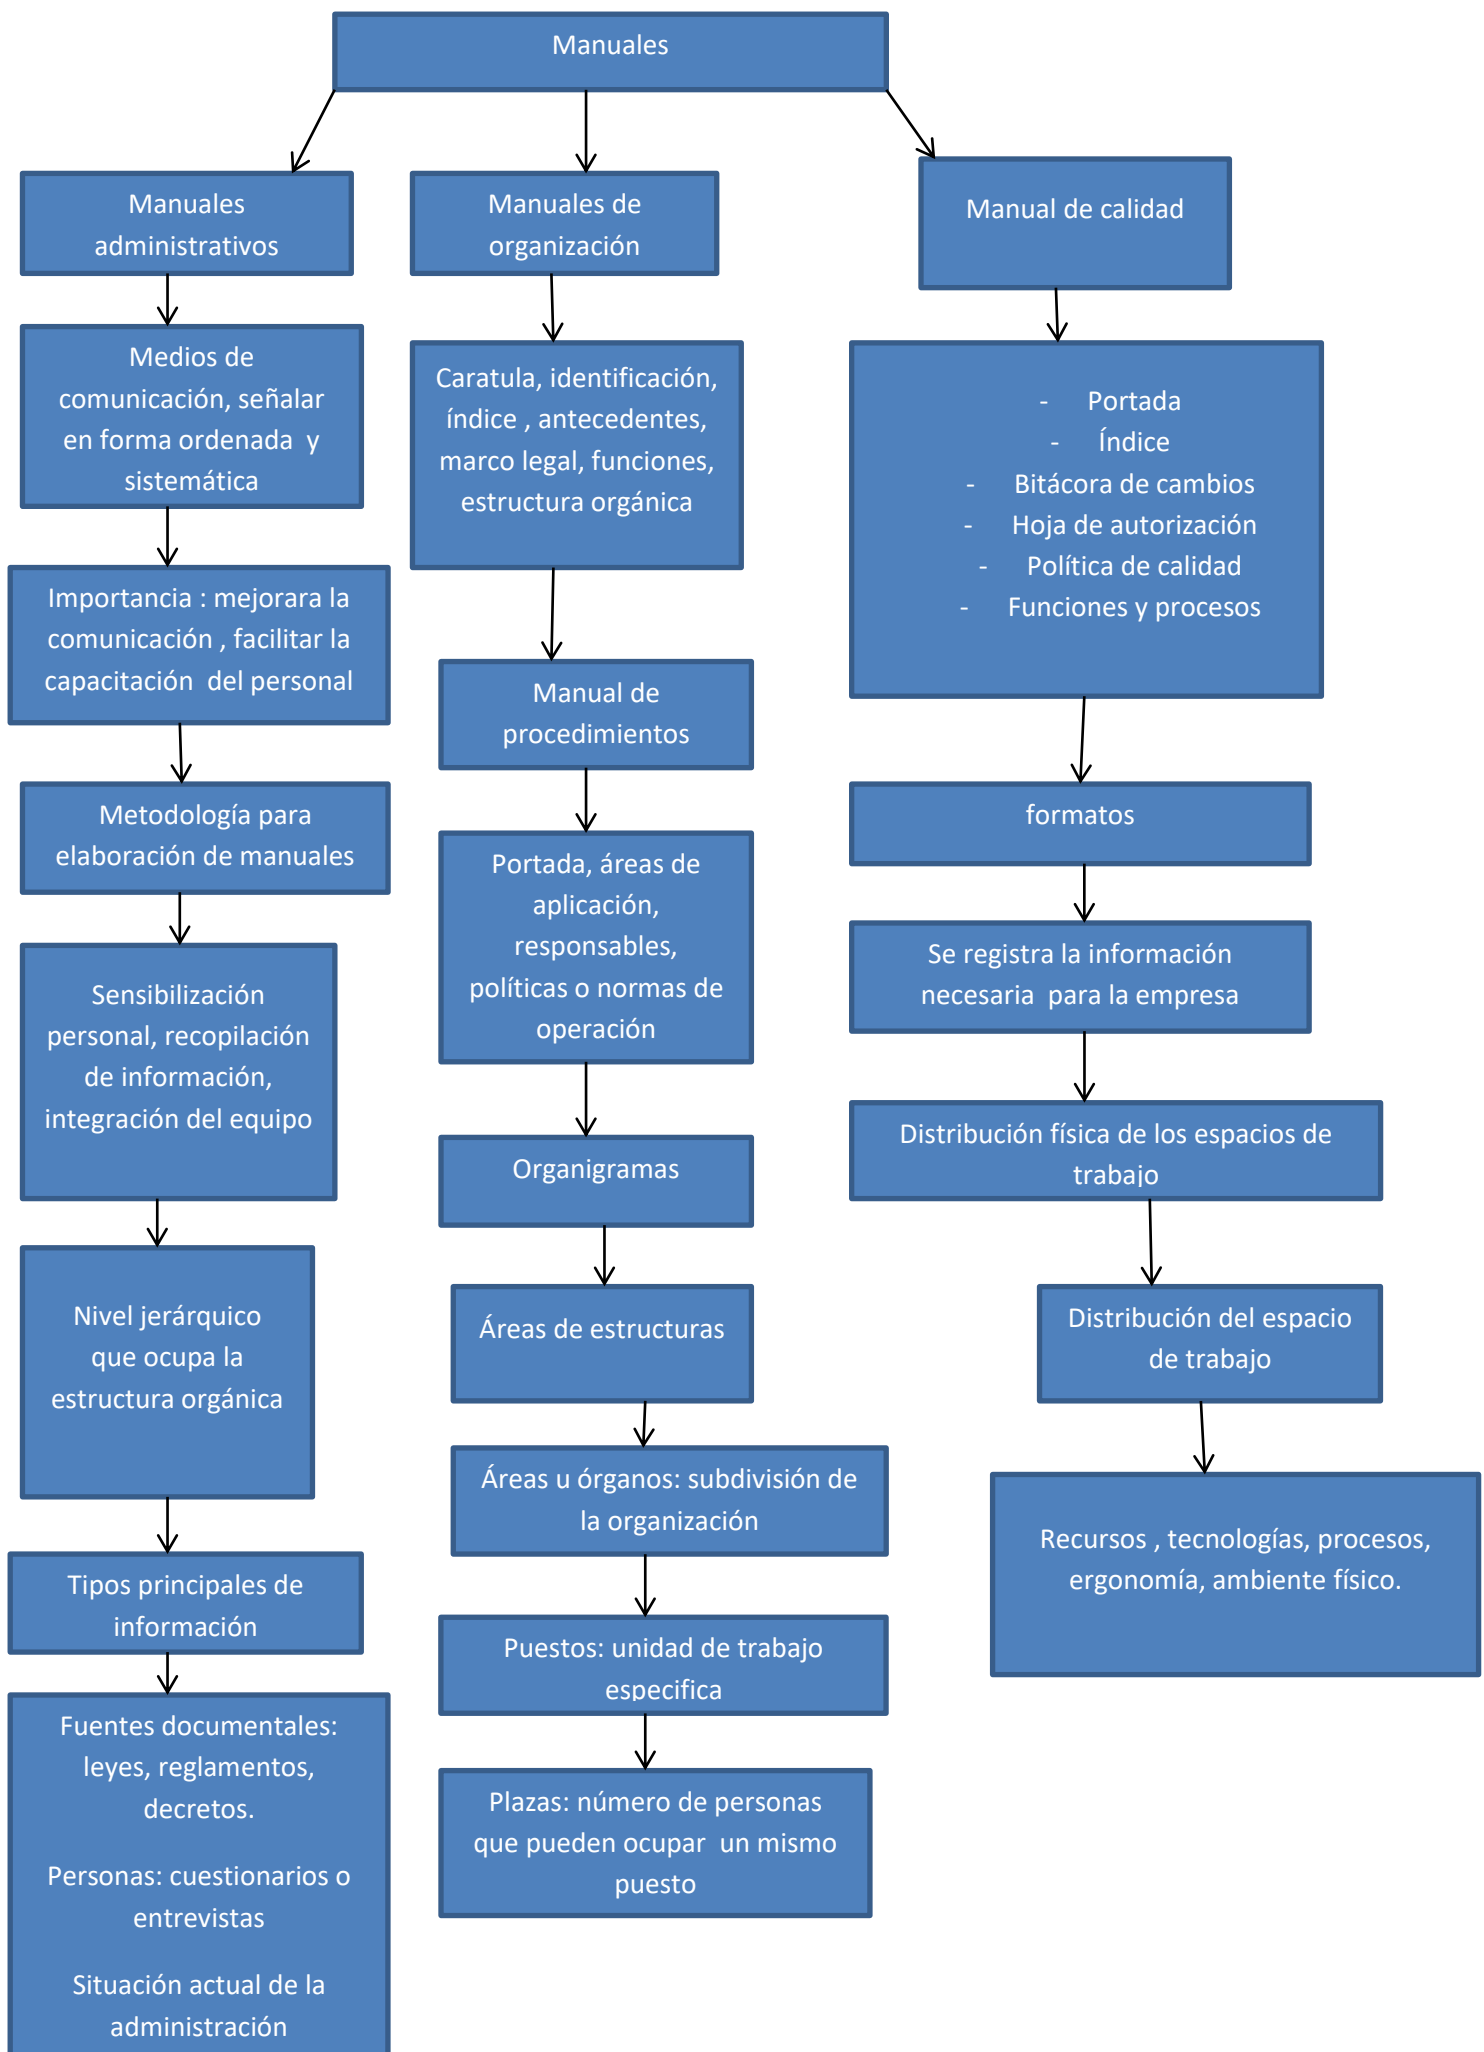 Manuales
Manuales
administrativos
Medios de
comunicación, señalar
en forma ordenada  y
sistemática
Importancia : mejorara la
comunicación , facilitar la
capacitación  del personal
Metodología para
elaboración de manuales
Sensibilización
personal, recopilación
de información,
integración del equipo
Nivel jerárquico
que ocupa la
estructura orgánica
Tipos principales de
información
Fuentes documentales:
leyes, reglamentos,
decretos.
Personas: cuestionarios o
entrevistas
Situación actual de la
administración
Manuales de
organización
Caratula, identificación,
índice , antecedentes,
marco legal, funciones,
estructura orgánica
Manual de
procedimientos
Portada, áreas de
aplicación,
responsables,
políticas o normas de
operación
Organigramas
Áreas de estructuras
Áreas u órganos: subdivisión de
la organización
Puestos: unidad de trabajo
especifica
Plazas: número de personas
que pueden ocupar  un mismo
puesto
Manual de calidad
- Portada
- Índice
- Bitácora de cambios
- Hoja de autorización
- Política de calidad
- Funciones y procesos
formatos
Se registra la información
necesaria  para la empresa
Distribución física de los espacios de
trabajo
Distribución del espacio
de trabajo
Recursos , tecnologías, procesos,
ergonomía, ambiente físico.